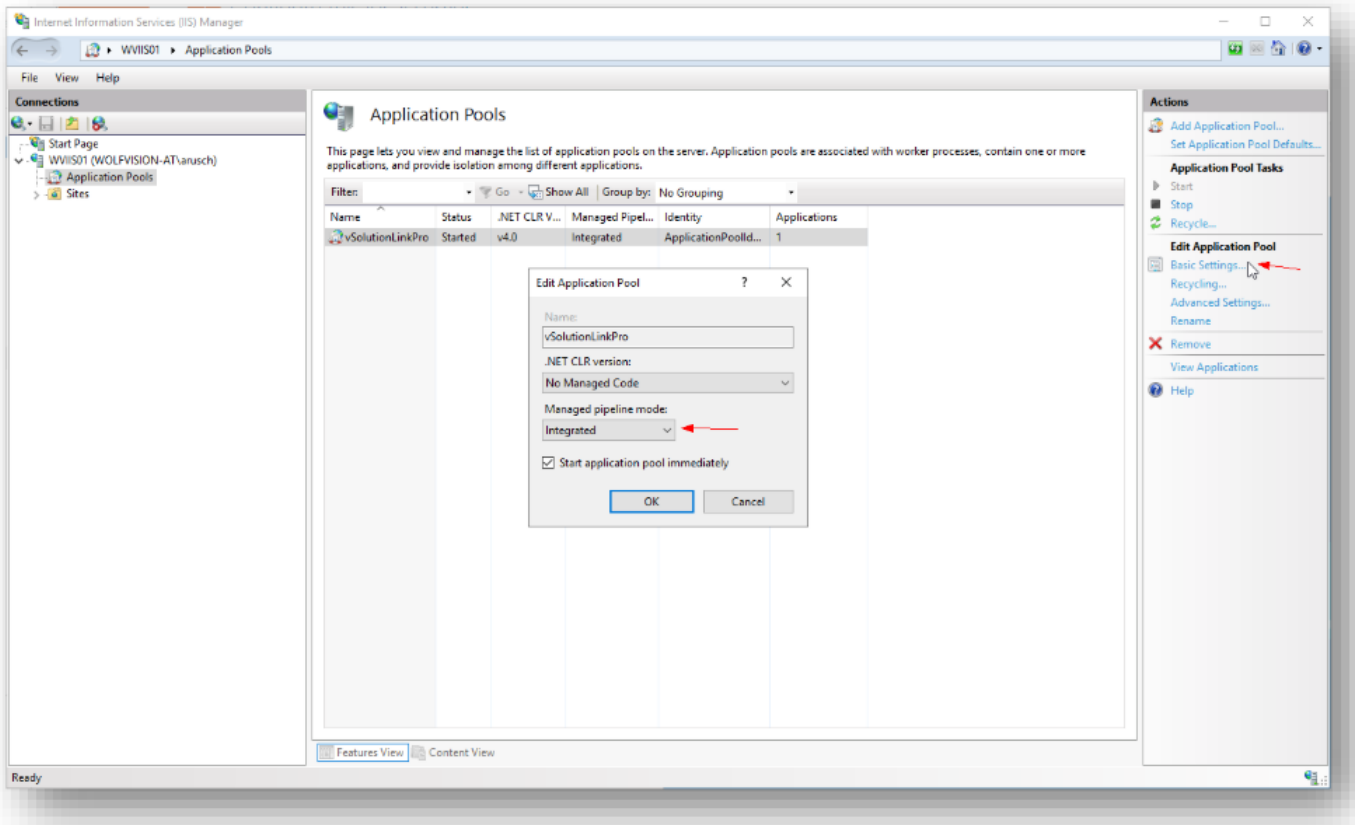 Internet Information Services (IIS) Manager
WVIIS01 Application Pools
File View Help
Connections
Start Page
WVIIS01 (WOLFVISION-AT\arusch)
Application Pools
Sites
Application Pools
This page lets you view and manage the list of application pools on the server. Application pools are associated with worker processes, contain one or more
applications, and provide isolation among different applications.
Filter: Go Show All Group by: No Grouping
Name Status .NET CLR V... Managed Pipel... Identity Applications
vSolutionLinkPro Started v4.0 Integrated ApplicationPoolId... 1
Edit Application Pool ?
Name:
vSolutionLinkPro
.NET CLR version:
No Managed Code
Managed pipeline mode:
Integrated
Start application pool immediately
OK Cancel
Features View Content View
Actions
Add Application Pool...
Set Application Pool Defaults...
Application Pool Tasks
Start
Stop
Recycle...
Edit Application Pool
Basic Settings...
Recycling...
Advanced Settings...
Rename
Remove
View Applications
Help
Ready